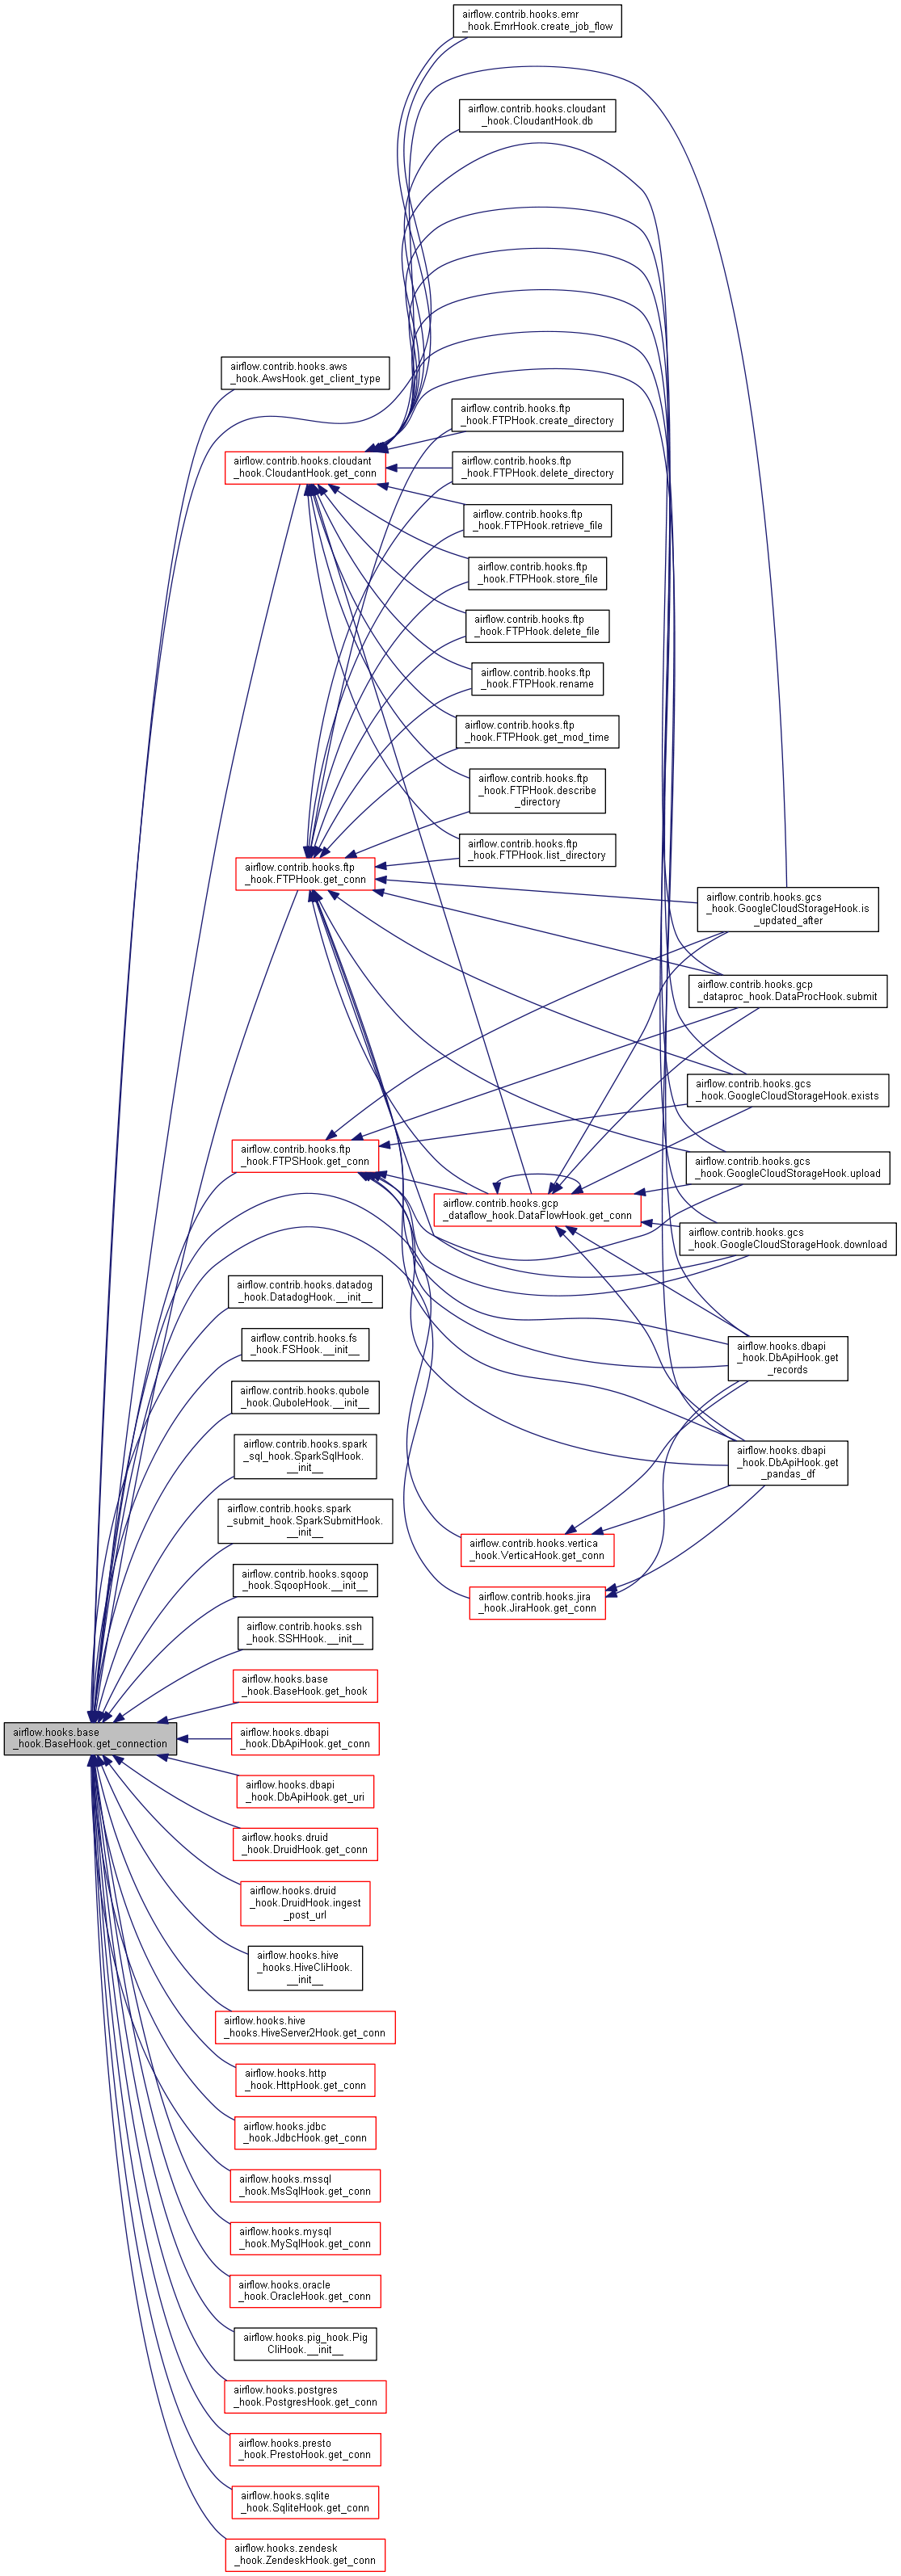 airflow.contrib.hooks.emr
_hook.EmrHook.create_job_flow
airflow.contrib.hooks.cloudant
_hook.CloudantHook.db
airflow.contrib.hooks.aws
_hook.AwsHook.get_client_type
airflow.contrib.hooks.ftp
_hook.FTPHook.create_directory
airflow.contrib.hooks.cloudant
_hook.CloudantHook.get_conn
airflow.contrib.hooks.ftp
_hook.FTPHook.delete_directory
airflow.contrib.hooks.ftp
_hook.FTPHook.retrieve_file
airflow.contrib.hooks.ftp
_hook.FTPHook.store_file
airflow.contrib.hooks.ftp
_hook.FTPHook.delete_file
airflow.contrib.hooks.ftp
_hook.FTPHook.rename
airflow.contrib.hooks.ftp
_hook.FTPHook.get_mod_time
airflow.contrib.hooks.ftp
_hook.FTPHook.describe
_directory
airflow.contrib.hooks.ftp
_hook.FTPHook.list_directory
airflow.contrib.hooks.ftp
_hook.FTPHook.get_conn
airflow.contrib.hooks.gcs
_hook.GoogleCloudStorageHook.is
_updated_after
airflow.contrib.hooks.gcp
_dataproc_hook.DataProcHook.submit
airflow.contrib.hooks.gcs
_hook.GoogleCloudStorageHook.exists
airflow.contrib.hooks.ftp
_hook.FTPSHook.get_conn
airflow.contrib.hooks.gcs
_hook.GoogleCloudStorageHook.upload
airflow.contrib.hooks.gcp
_dataflow_hook.DataFlowHook.get_conn
airflow.contrib.hooks.gcs
_hook.GoogleCloudStorageHook.download
airflow.contrib.hooks.datadog
_hook.DatadogHook.__init__
airflow.contrib.hooks.fs
_hook.FSHook.__init__
airflow.hooks.dbapi
_hook.DbApiHook.get
_records
airflow.contrib.hooks.qubole
_hook.QuboleHook.__init__
airflow.contrib.hooks.spark
_sql_hook.SparkSqlHook.
__init__
airflow.hooks.dbapi
_hook.DbApiHook.get
_pandas_df
airflow.contrib.hooks.spark
_submit_hook.SparkSubmitHook.
__init__
airflow.contrib.hooks.vertica
_hook.VerticaHook.get_conn
airflow.contrib.hooks.sqoop
_hook.SqoopHook.__init__
airflow.contrib.hooks.jira
_hook.JiraHook.get_conn
airflow.contrib.hooks.ssh
_hook.SSHHook.__init__
airflow.hooks.base
_hook.BaseHook.get_hook
airflow.hooks.base
_hook.BaseHook.get_connection
airflow.hooks.dbapi
_hook.DbApiHook.get_conn
airflow.hooks.dbapi
_hook.DbApiHook.get_uri
airflow.hooks.druid
_hook.DruidHook.get_conn
airflow.hooks.druid
_hook.DruidHook.ingest
_post_url
airflow.hooks.hive
_hooks.HiveCliHook.
__init__
airflow.hooks.hive
_hooks.HiveServer2Hook.get_conn
airflow.hooks.http
_hook.HttpHook.get_conn
airflow.hooks.jdbc
_hook.JdbcHook.get_conn
airflow.hooks.mssql
_hook.MsSqlHook.get_conn
airflow.hooks.mysql
_hook.MySqlHook.get_conn
airflow.hooks.oracle
_hook.OracleHook.get_conn
airflow.hooks.pig_hook.Pig
CliHook.__init__
airflow.hooks.postgres
_hook.PostgresHook.get_conn
airflow.hooks.presto
_hook.PrestoHook.get_conn
airflow.hooks.sqlite
_hook.SqliteHook.get_conn
airflow.hooks.zendesk
_hook.ZendeskHook.get_conn